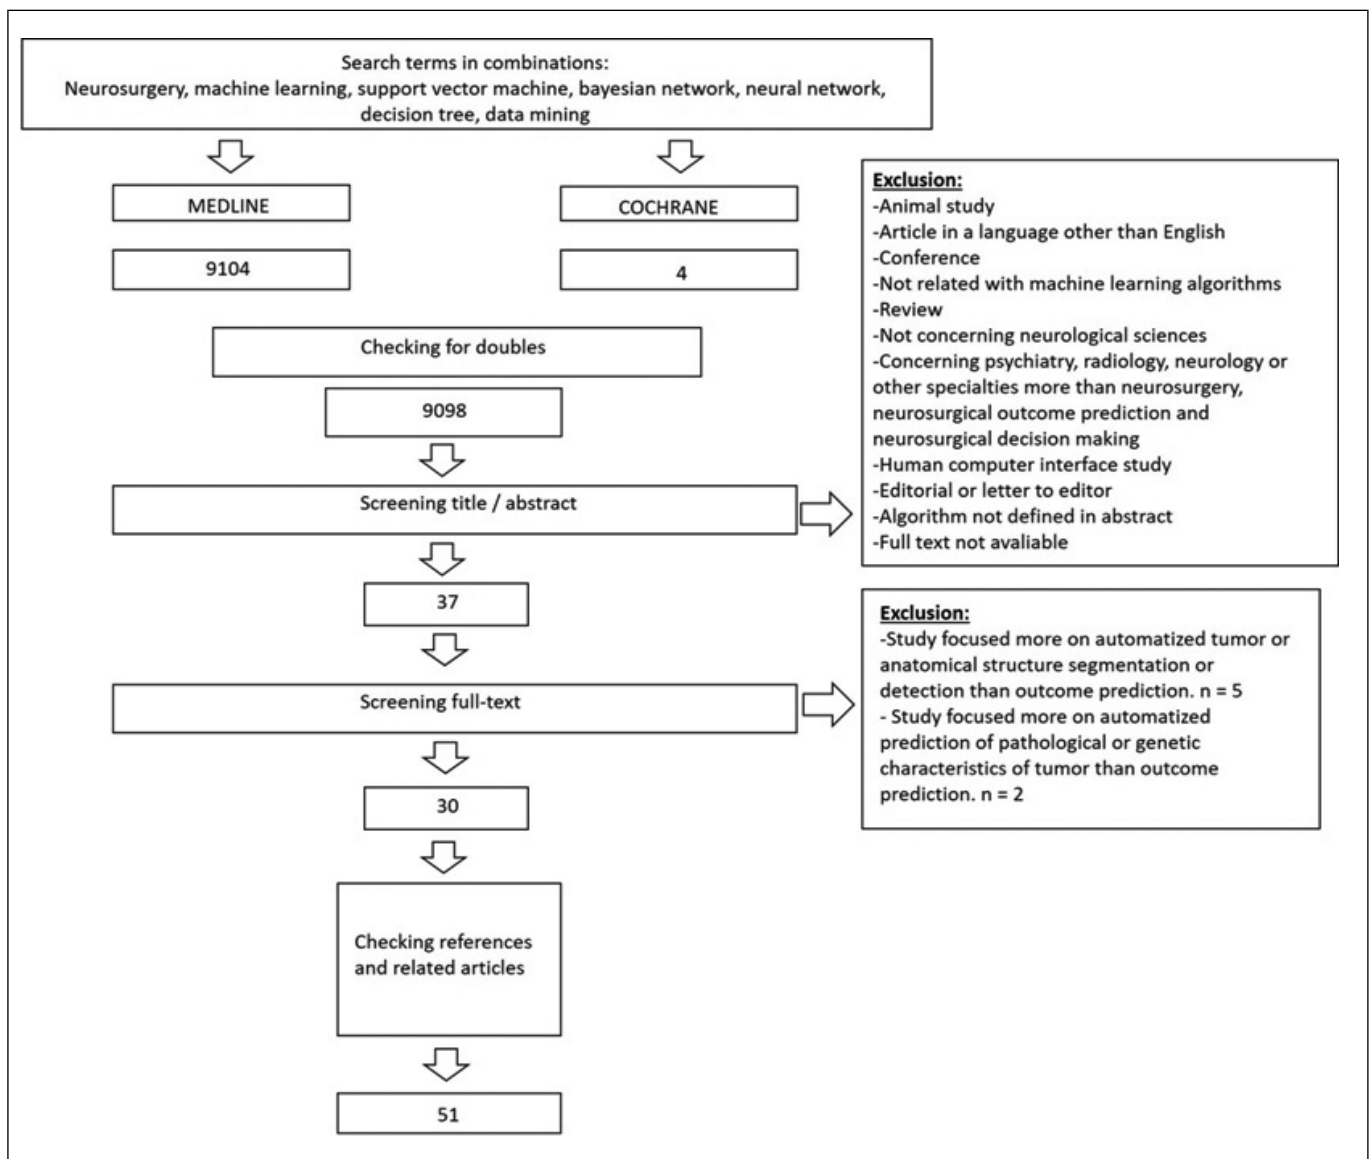 Search terms in combinations:
Neurosurgery, machine learning, support vector machine, bayesian network, neural network,
decision tree, data mining
MEDLINE
COCHRANE
9104
4
Checking for doubles
9098
Screening title / abstract
Exclusion:
-Animal study
-Article in a language other than English
-Conference
-Not related with machine learning algorithms
-Review
-Not concerning neurological sciences
-Concerning psychiatry, radiology, neurology or
other specialties more than neurosurgery,
neurosurgical outcome prediction and
neurosurgical decision making
-Human computer interface study
-Editorial or letter to editor
-Algorithm not defined in abstract
-Full text not avaliable
37
Screening full-text
Exclusion:
-Study focused more on automatized tumor or
anatomical structure segmentation or
detection than outcome prediction. n = 5
- Study focused more on automatized
prediction of pathological or genetic
characteristics of tumor than outcome
prediction. n = 2
30
Checking references
and related articles
51